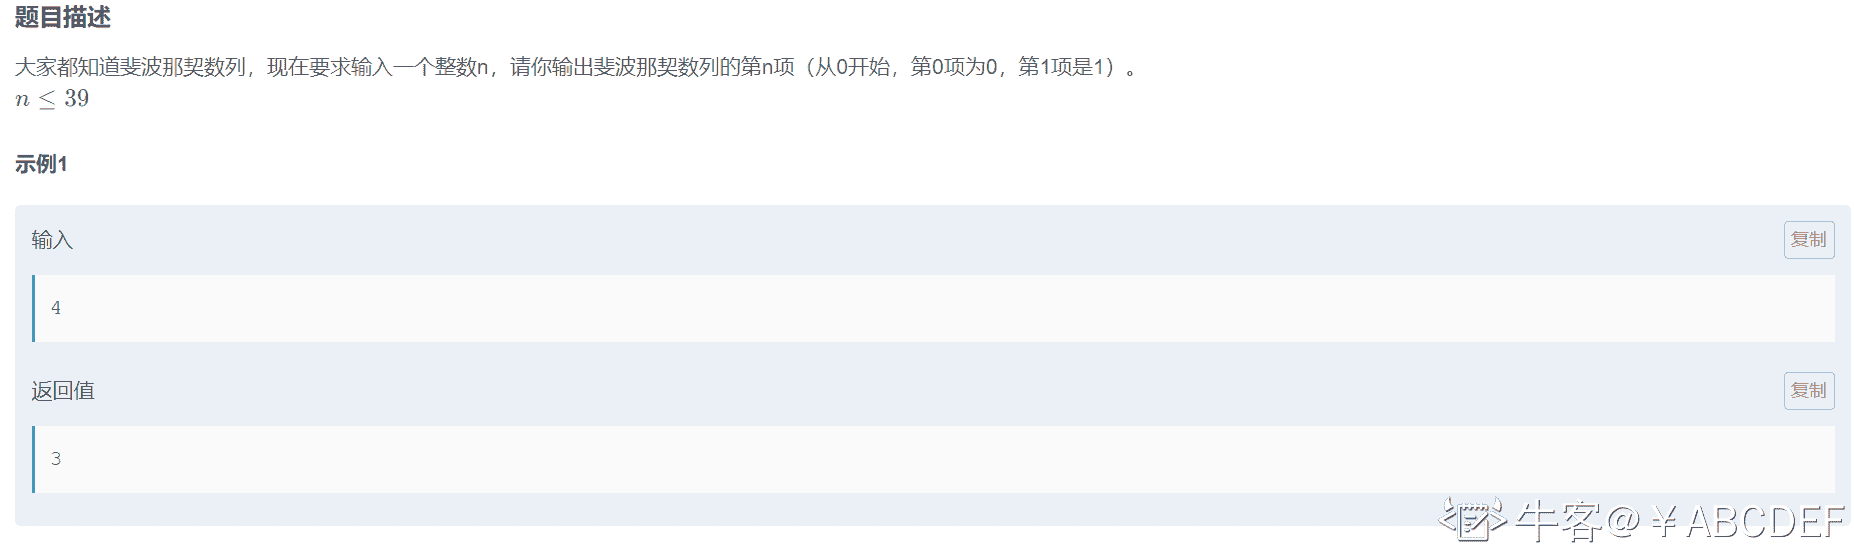 题目描述
大家都知道斐波那契数列，现在要求输入一个整数n，请你输出斐波那契数列的第n项（从0开始，第0项为0，第1项是1）。
n ≤ 39
示例1
输入
复制
4
返回值
复制
3
牛客@￥ABCDEF